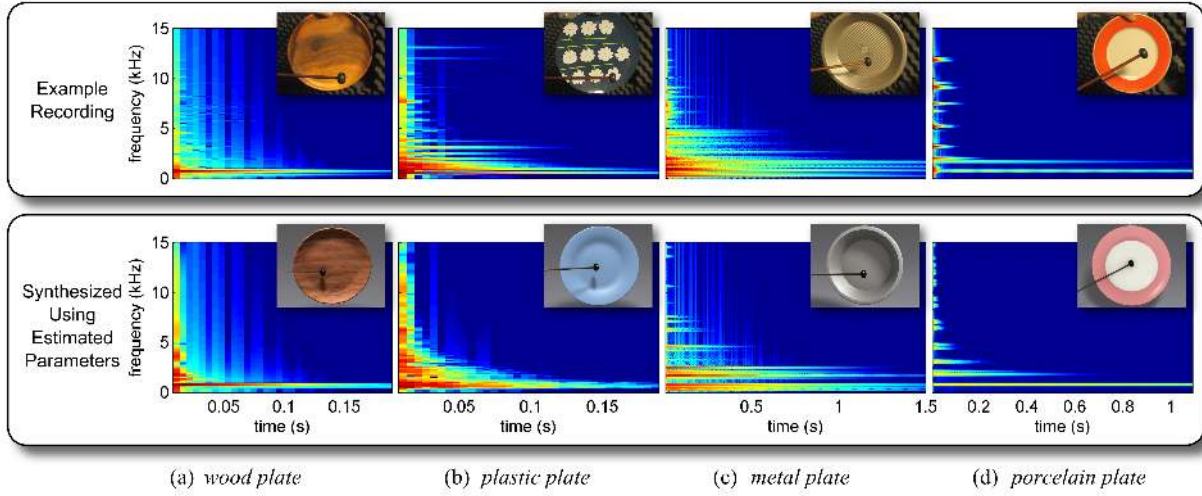 Example
Recording
frequency (kHz)
15
10
5
0
Synthesized
Using
Estimated
Parameters
frequency (kHz)
15
10
5
0
0.05 0.1 0.15
time (s)
0.05 0.1 0.15
time (s)
0.5 1 1.5
time (s)
0.2 0.4 0.6 0.8 1
time (s)
(a) wood plate
(b) plastic plate
(c) metal plate
(d) porcelain plate